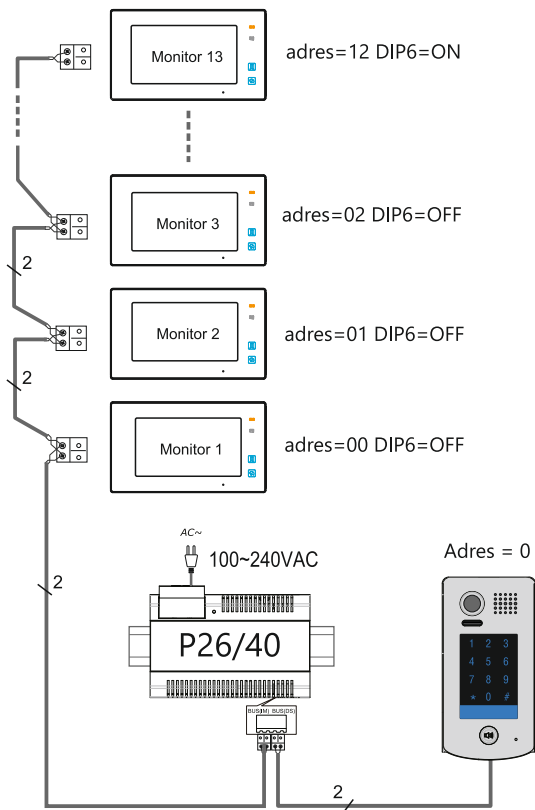 Monitor 13
adres=12 DIP6=ON
Monitor 3
adres=02 DIP6=OFF
2
Monitor 2
adres=01 DIP6=OFF
2
Monitor 1
adres=00 DIP6=OFF
AC~
100~240VAC
Adres = 0
2
P26/40
1 2 3
4 5 6
7 8 9
* 0 #
BUS(IM) BUS(DS)
2